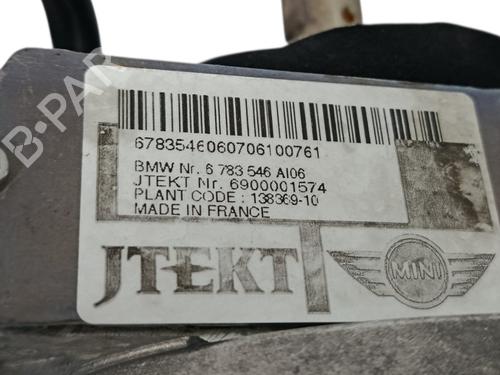 6783546060706100761
BMW Nr. 6 783 546 AI06
JTEKT Nr. 6900001574
PLANT CODE : 138369-10
MADE IN FRANCE
JTEKT
MINI